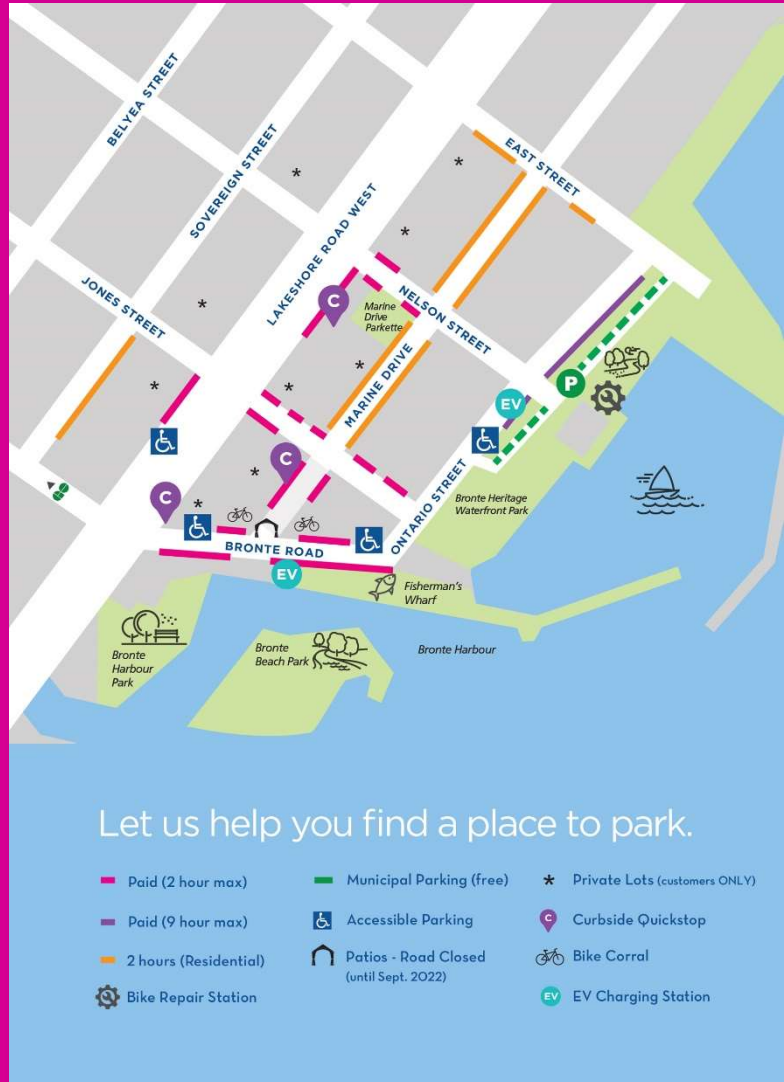 BELYEA STREET
SOVEREIGN STREET
EAST STREET
LAKESHORE ROAD WEST
JONES STREET
C
Marine
Drive
Parkette
NELSON STREET
MARINE DRIVE
P
EV
C
C
ONTARIO STREET
Bronte Heritage
Waterfront Park
BRONTE ROAD
EV
Fisherman's
Wharf
Bronte
Harbour
Park
Bronte
Beach Park
Bronte Harbour
Let us help you find a place to park.
Paid (2 hour max)
Municipal Parking (free)
* Private Lots (customers ONLY)
Paid (9 hour max)
Accessible Parking
C Curbside Quickstop
2 hours (Residential)
Patios - Road Closed
(until Sept. 2022)
Bike Corral
Bike Repair Station
EV EV Charging Station